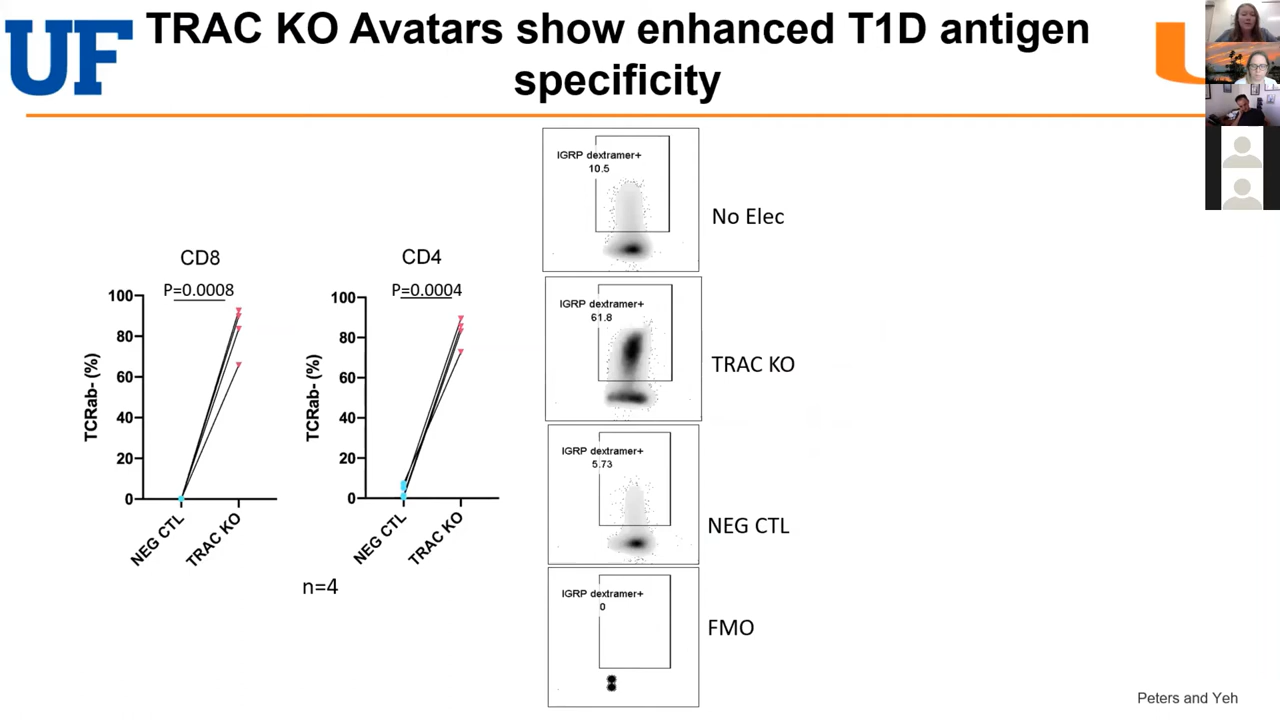 UF
TRAC KO Avatars show enhanced T1D antigen
specificity
CD8
P=0.0008
TCRab- (%)
100
80
60
40
20
0
NEG CTL
TRAC KO
CD4
P=0.0004
TCRab- (%)
100
80
60
40
20
0
NEG CTL
TRAC KO
n=4
IGRP dextramer+
10.5
No Elec
IGRP dextramer+
61.8
TRAC KO
IGRP dextramer+
5.73
NEG CTL
IGRP dextramer+
0
FMO
Peters and Yeh